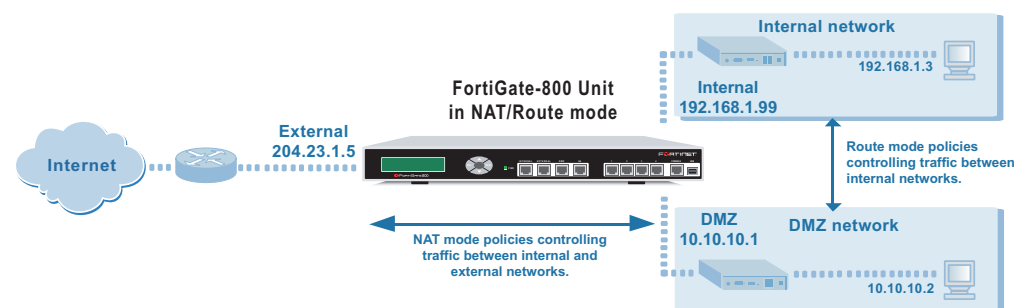 Internal network
192.168.1.3
Internal
192.168.1.99
FortiGate-800 Unit
in NAT/Route mode
External
204.23.1.5
Internet
FORTINET
Route mode policies
controlling traffic between
internal networks.
NAT mode policies controlling
traffic between internal and
external networks.
DMZ
10.10.10.1
DMZ network
10.10.10.2